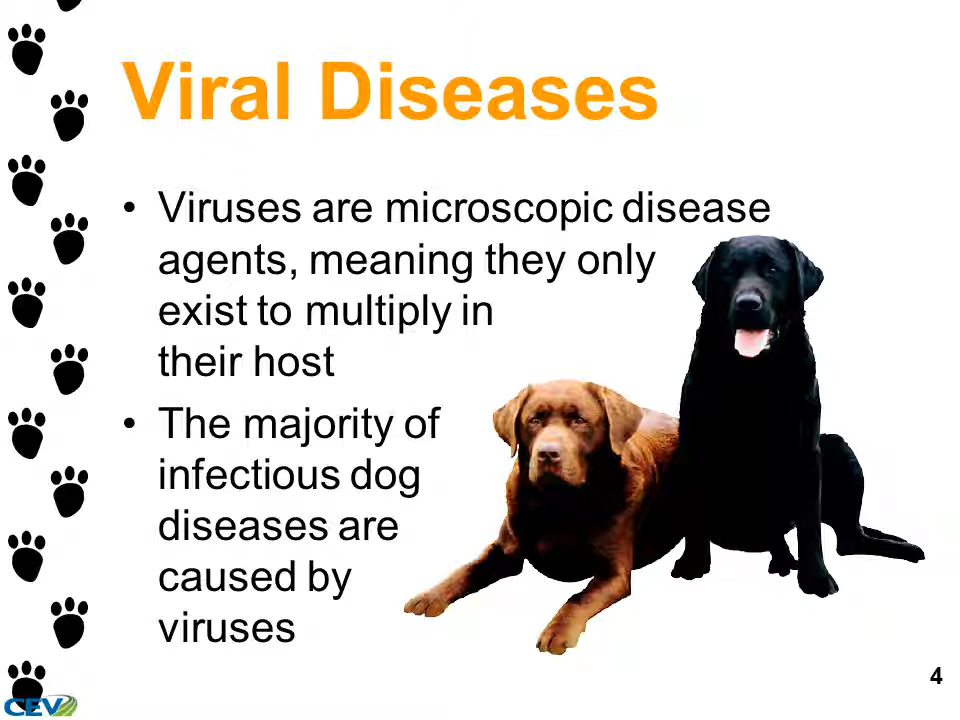 Viral Diseases
• Viruses are microscopic disease
agents, meaning they only
exist to multiply in
their host
• The majority of
infectious dog
diseases are
caused by
viruses
4
CEV